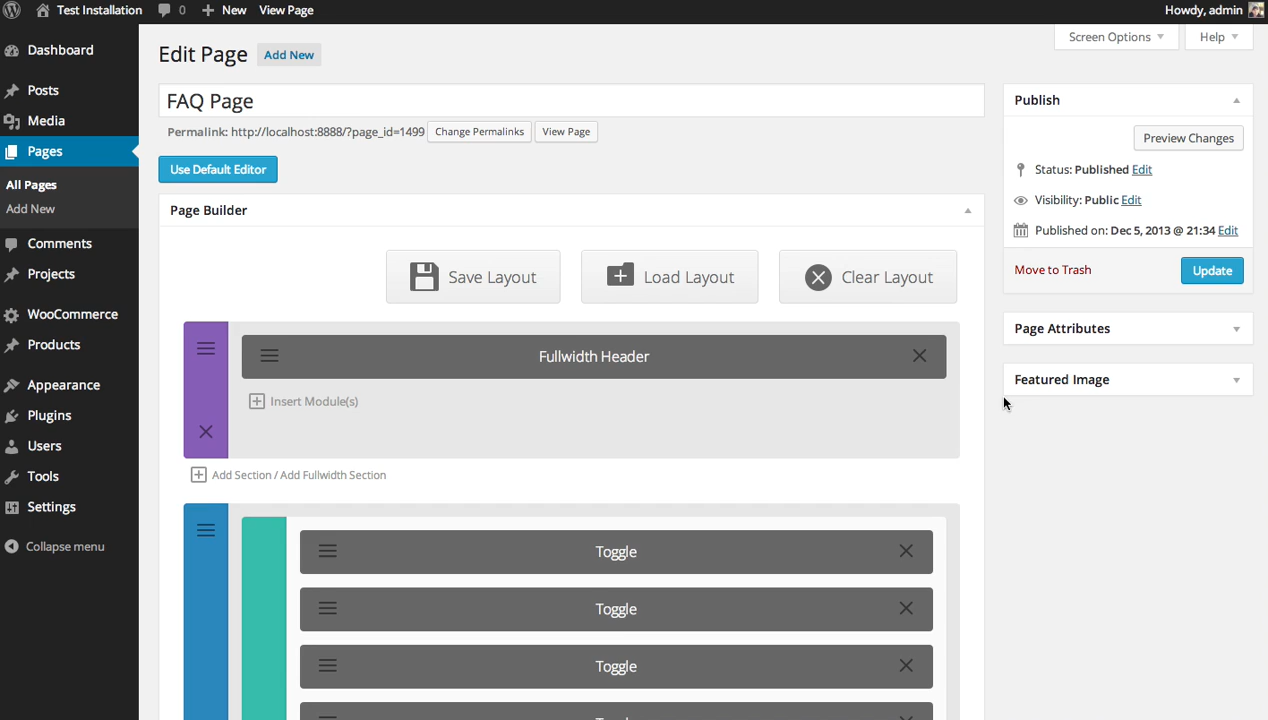 Test Installation 0 New View Page Howdy, admin
Screen Options Help
Dashboard
Posts
Media
Pages
All Pages
Add New
Comments
Projects
WooCommerce
Products
Appearance
Plugins
Users
Tools
Settings
Collapse menu
Edit Page Add New
FAQ Page
Permalink: http://localhost:8888/?page_id=1499 Change Permalinks View Page
Use Default Editor
Page Builder
Save Layout Load Layout Clear Layout
Fullwidth Header
Insert Module(s)
Add Section / Add Fullwidth Section
Toggle
Toggle
Toggle
Publish
Preview Changes
Status: Published Edit
Visibility: Public Edit
Published on: Dec 5, 2013 @ 21:34 Edit
Move to Trash Update
Page Attributes
Featured Image